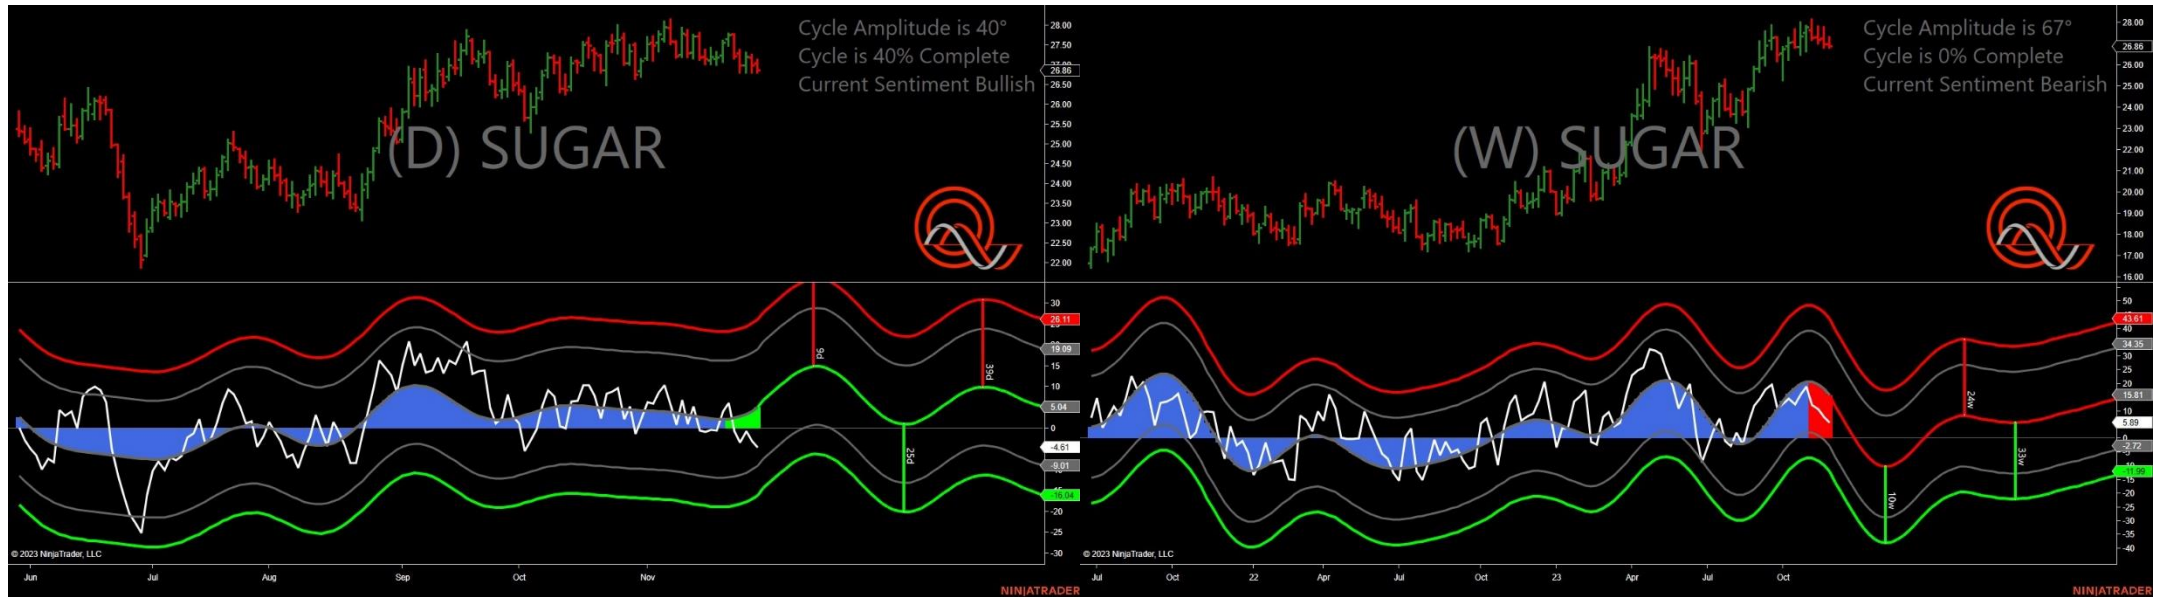 Cycle Amplitude is 40°
Cycle is 40% Complete
Current Sentiment Bullish
(D) SUGAR
28.00
27.50
26.86
26.50
26.00
25.50
25.00
24.50
24.00
23.50
23.00
22.50
22.00
30
26.11
19.09
15
10
5.04
0
-4.61
-9.01
-16.04
-20
-25
-30
9d
39d
25d
© 2023 NinjaTrader, LLC
Jun
Jul
Aug
Sep
Oct
Nov
NINJATRADER
Cycle Amplitude is 67°
Cycle is 0% Complete
Current Sentiment Bearish
(W) SUGAR
28.00
26.86
26.00
25.00
24.00
23.00
22.00
21.00
20.00
19.00
18.00
17.00
16.00
50
43.61
40
34.35
30
25
20
15.81
10
5.89
-2.72
-11.99
-15
-20
-25
-30
-35
-40
24w
33w
10w
© 2023 NinjaTrader, LLC
Jul
Oct
22
Apr
Jul
Oct
23
Apr
Jul
Oct
NINJATRADER